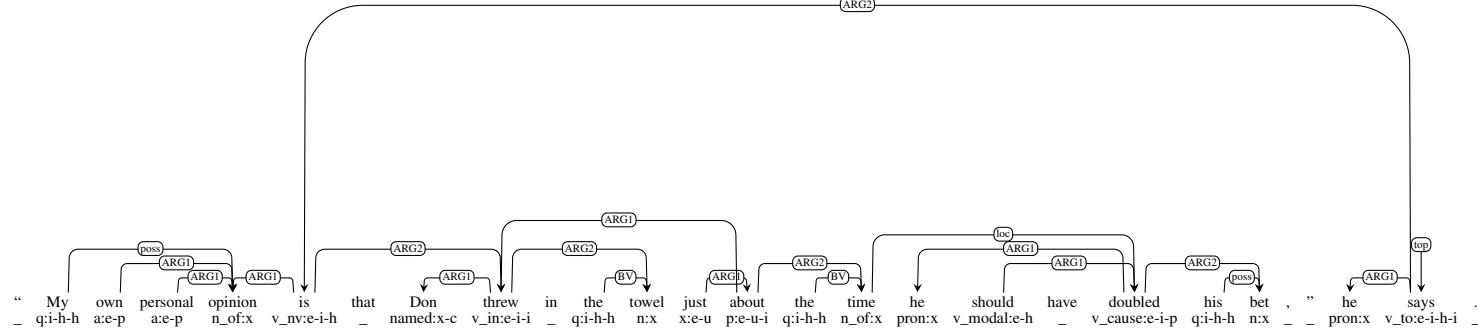 ARG2
ARG1
poss ARG2 ARG2 loc
ARG1 ARG1
ARG1 ARG1 ARG1 BV ARG1 ARG2 BV ARG1 ARG2 poss ARG1 top
“ My own personal opinion is that Don threw in the towel just about the time he should have doubled his bet , ” he says .
_ q:i-h-h a:e-p a:e-p n_of:x v_nv:e-i-h _ named:x-c v_in:e-i-i _ q:i-h-h n:x x:e-u p:e-u-i q:i-h-h n_of:x pron:x v_modal:e-h _ v_cause:e-i-p q:i-h-h n:x _ _ pron:x v_to:e-i-h-i _